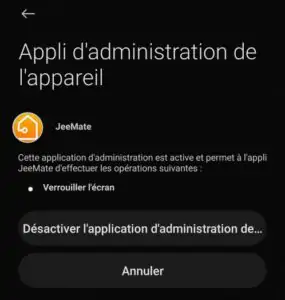 Appli d'administration de
l'appareil
JeeMate
Cette application d'administration est active et permet à l'appli
JeeMate d'effectuer les opérations suivantes :
• Verrouiller l'écran
Désactiver l'application d'administration de...
Annuler